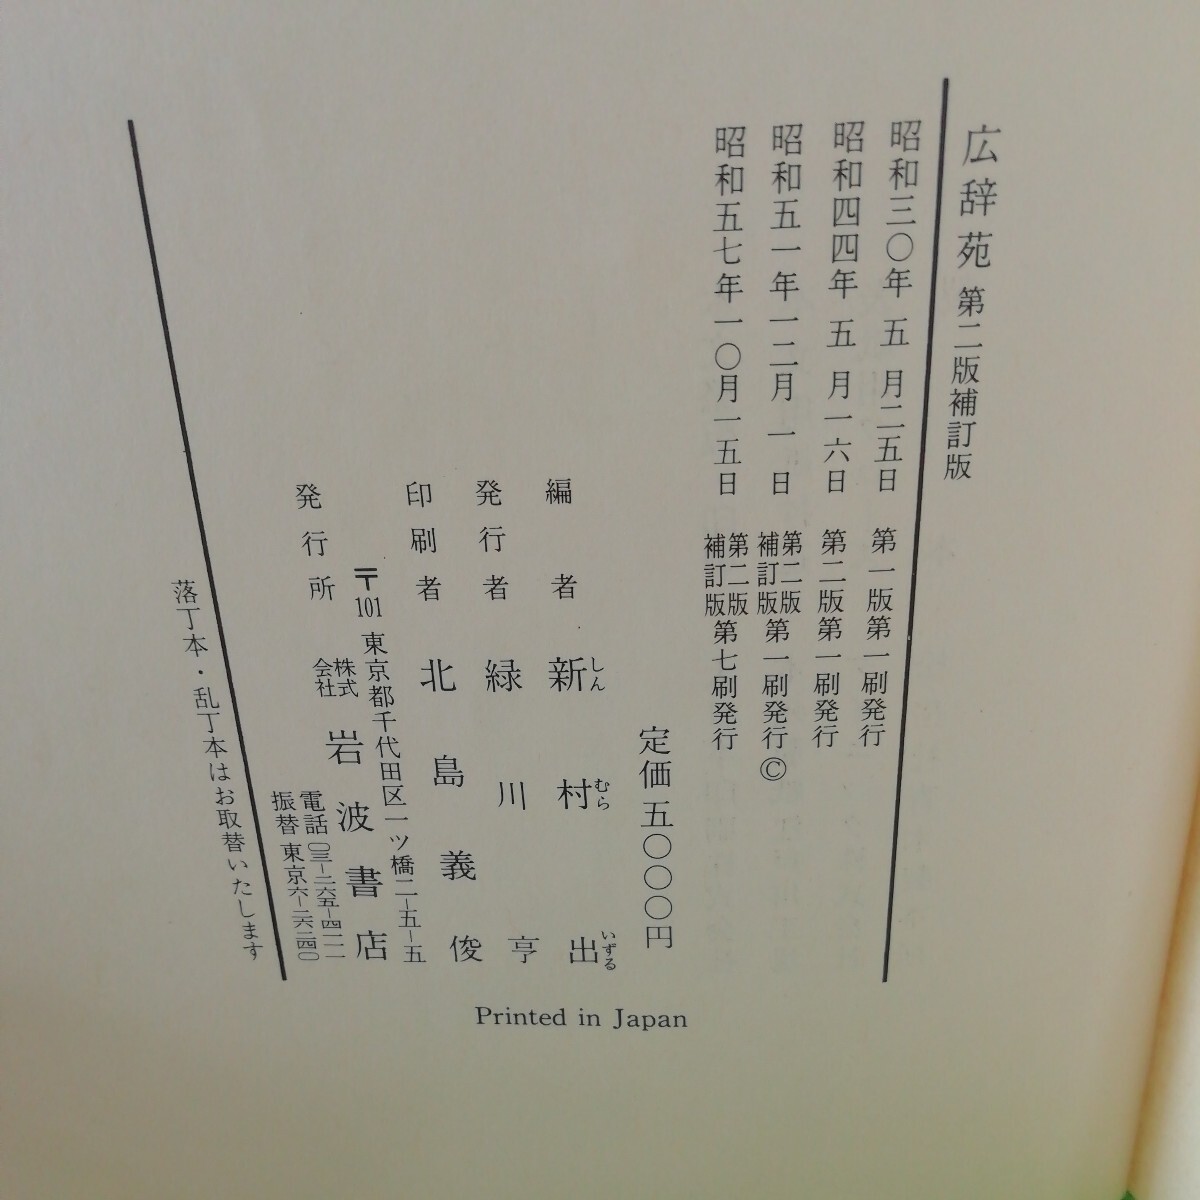 広辞苑 第二版補訂版
昭和三〇年 五 月二五日 第一版第一刷発行
昭和四四年 五 月一六日 第二版第一刷発行
昭和五一年一二月 一 日 第二版補訂版第一刷発行©
昭和五七年一〇月一五日 第二版補訂版第七刷発行
定価五〇〇〇円
編者 新村出
しん むら いずる
発行者 緑川亨
印刷者 北島義俊
〒101 東京都千代田区一ツ橋二-五-五
発行所 株式会社 岩波書店
電話〇三-二六五-四一一一
振替 東京六-二六二四〇
落丁本・乱丁本はお取替いたします
Printed in Japan